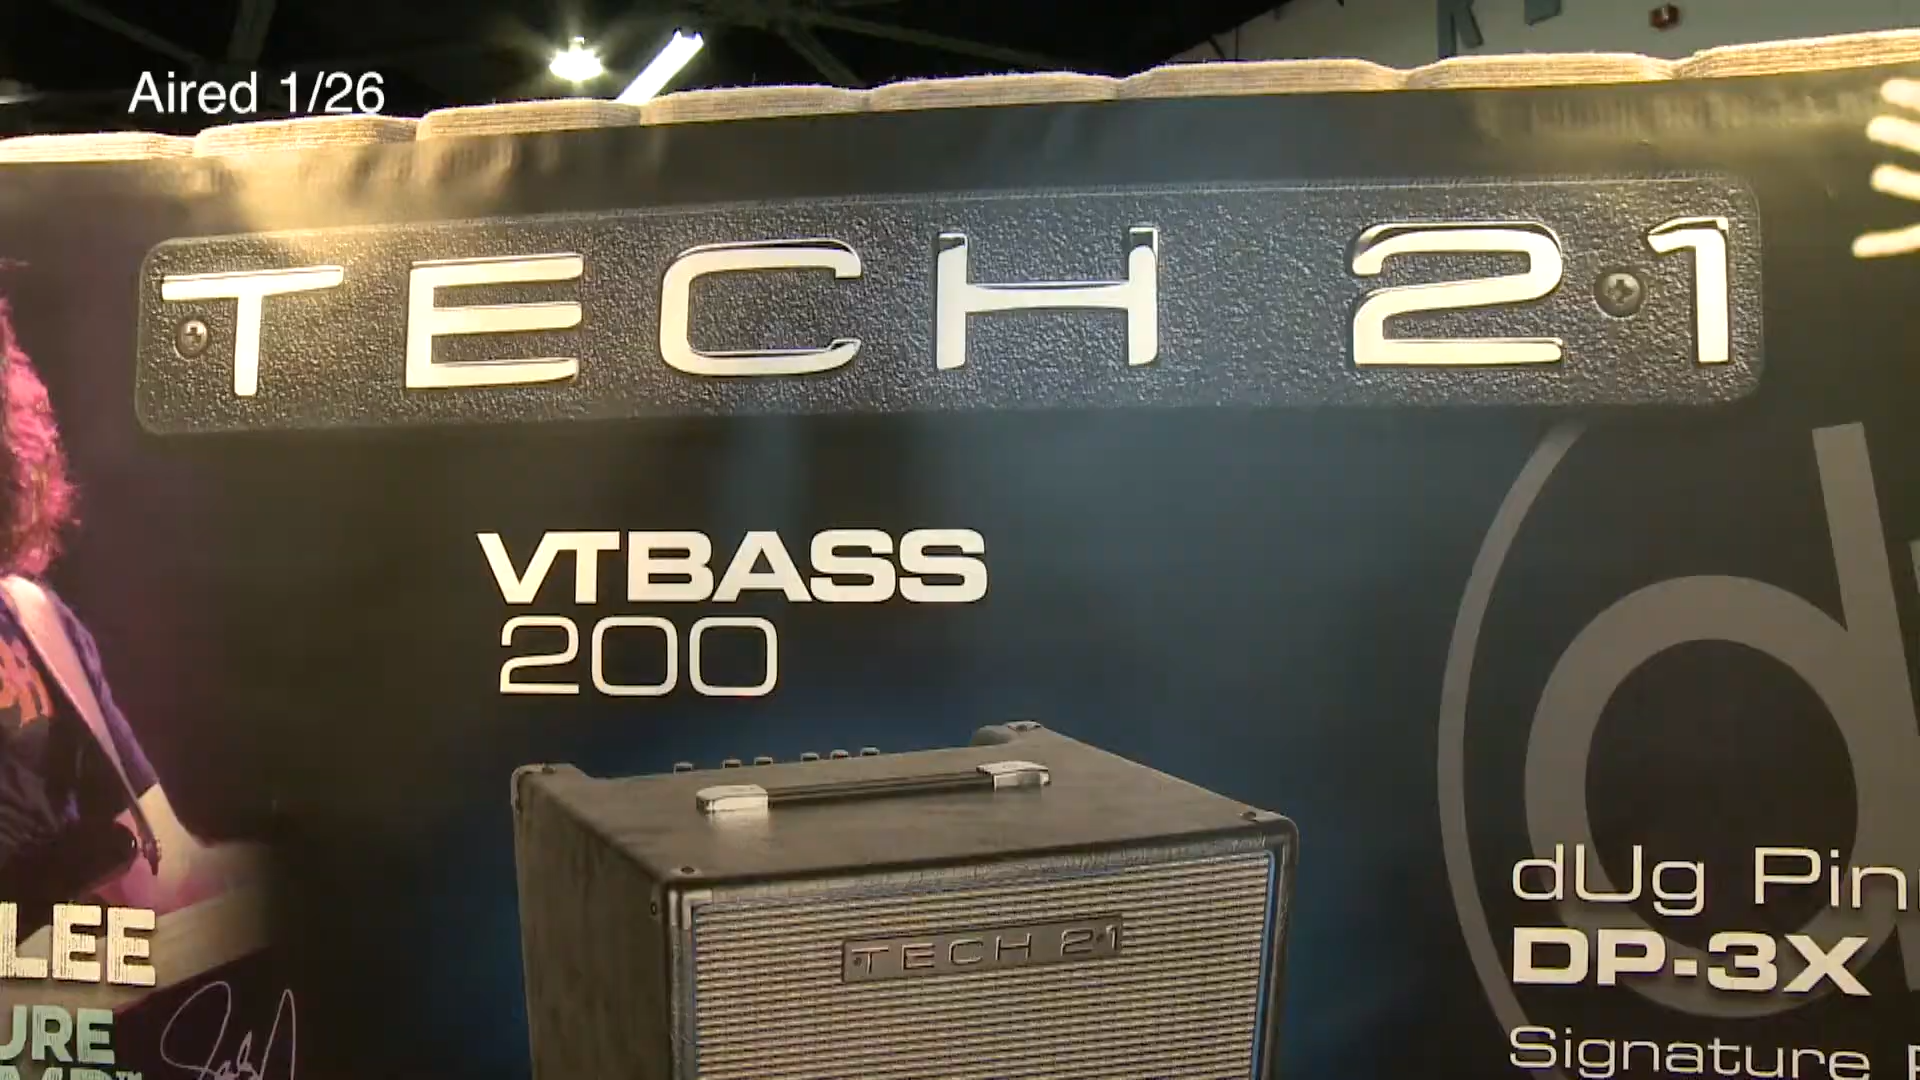 Aired 1/26
TECH 21
VTBASS
200
TECH 21
LEE
dUg Pin
DP-3X
Signature